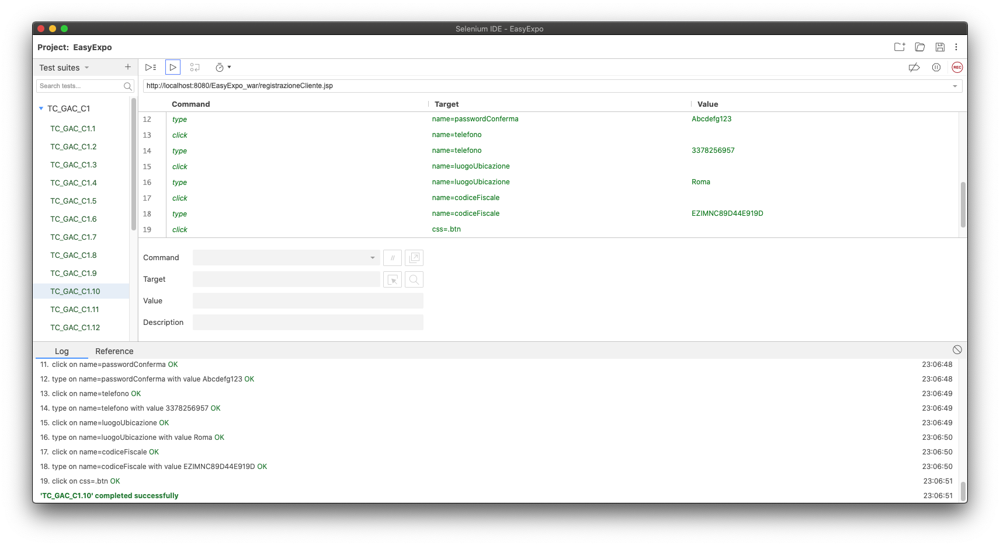 Selenium IDE - EasyExpo
Project: EasyExpo
Test suites
+
REC
Search tests...
http://localhost:8080/EasyExpo_war/registrazioneCliente.jsp
TC_GAC_C1
TC_GAC_C1.1
TC_GAC_C1.2
TC_GAC_C1.3
TC_GAC_C1.4
TC_GAC_C1.5
TC_GAC_C1.6
TC_GAC_C1.7
TC_GAC_C1.8
TC_GAC_C1.9
TC_GAC_C1.10
TC_GAC_C1.11
TC_GAC_C1.12
Command Target Value
12 type name=passwordConferma Abcdefg123
13 click name=telefono
14 type name=telefono 3378256957
15 click name=luogoUbicazione
16 type name=luogoUbicazione Roma
17 click name=codiceFiscale
18 type name=codiceFiscale EZIMNC89D44E919D
19 click css=.btn
Command //
Target
Value
Description
Log Reference
11. click on name=passwordConferma OK 23:06:48
12. type on name=passwordConferma with value Abcdefg123 OK 23:06:48
13. click on name=telefono OK 23:06:49
14. type on name=telefono with value 3378256957 OK 23:06:49
15. click on name=luogoUbicazione OK 23:06:49
16. type on name=luogoUbicazione with value Roma OK 23:06:50
17. click on name=codiceFiscale OK 23:06:50
18. type on name=codiceFiscale with value EZIMNC89D44E919D OK 23:06:50
19. click on css=.btn OK 23:06:51
'TC_GAC_C1.10' completed successfully 23:06:51